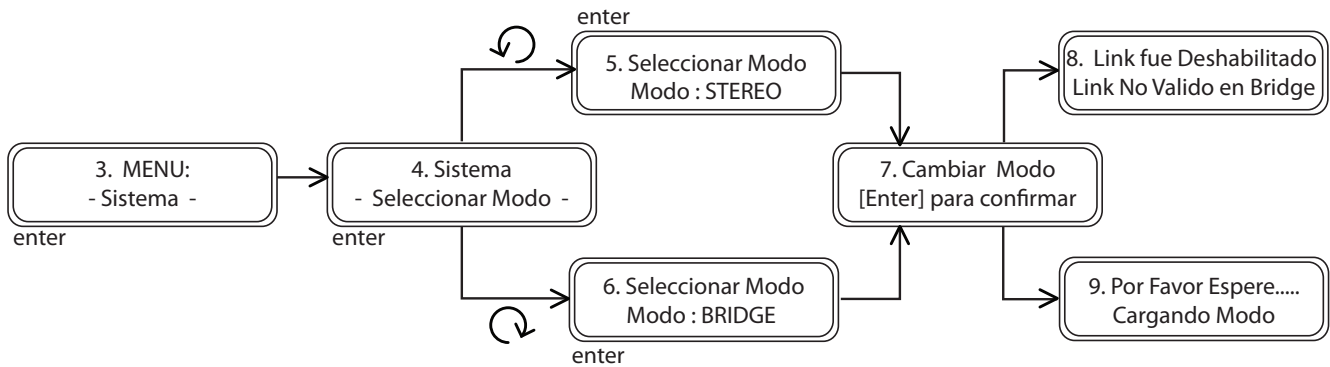 3. MENU:
- Sistema -
enter
4. Sistema
- Seleccionar Modo -
enter
enter
5. Seleccionar Modo
Modo : STEREO
6. Seleccionar Modo
Modo : BRIDGE
enter
7. Cambiar Modo
[Enter] para confirmar
8. Link fue Deshabilitado
Link No Valido en Bridge
9. Por Favor Espere.....
Cargando Modo